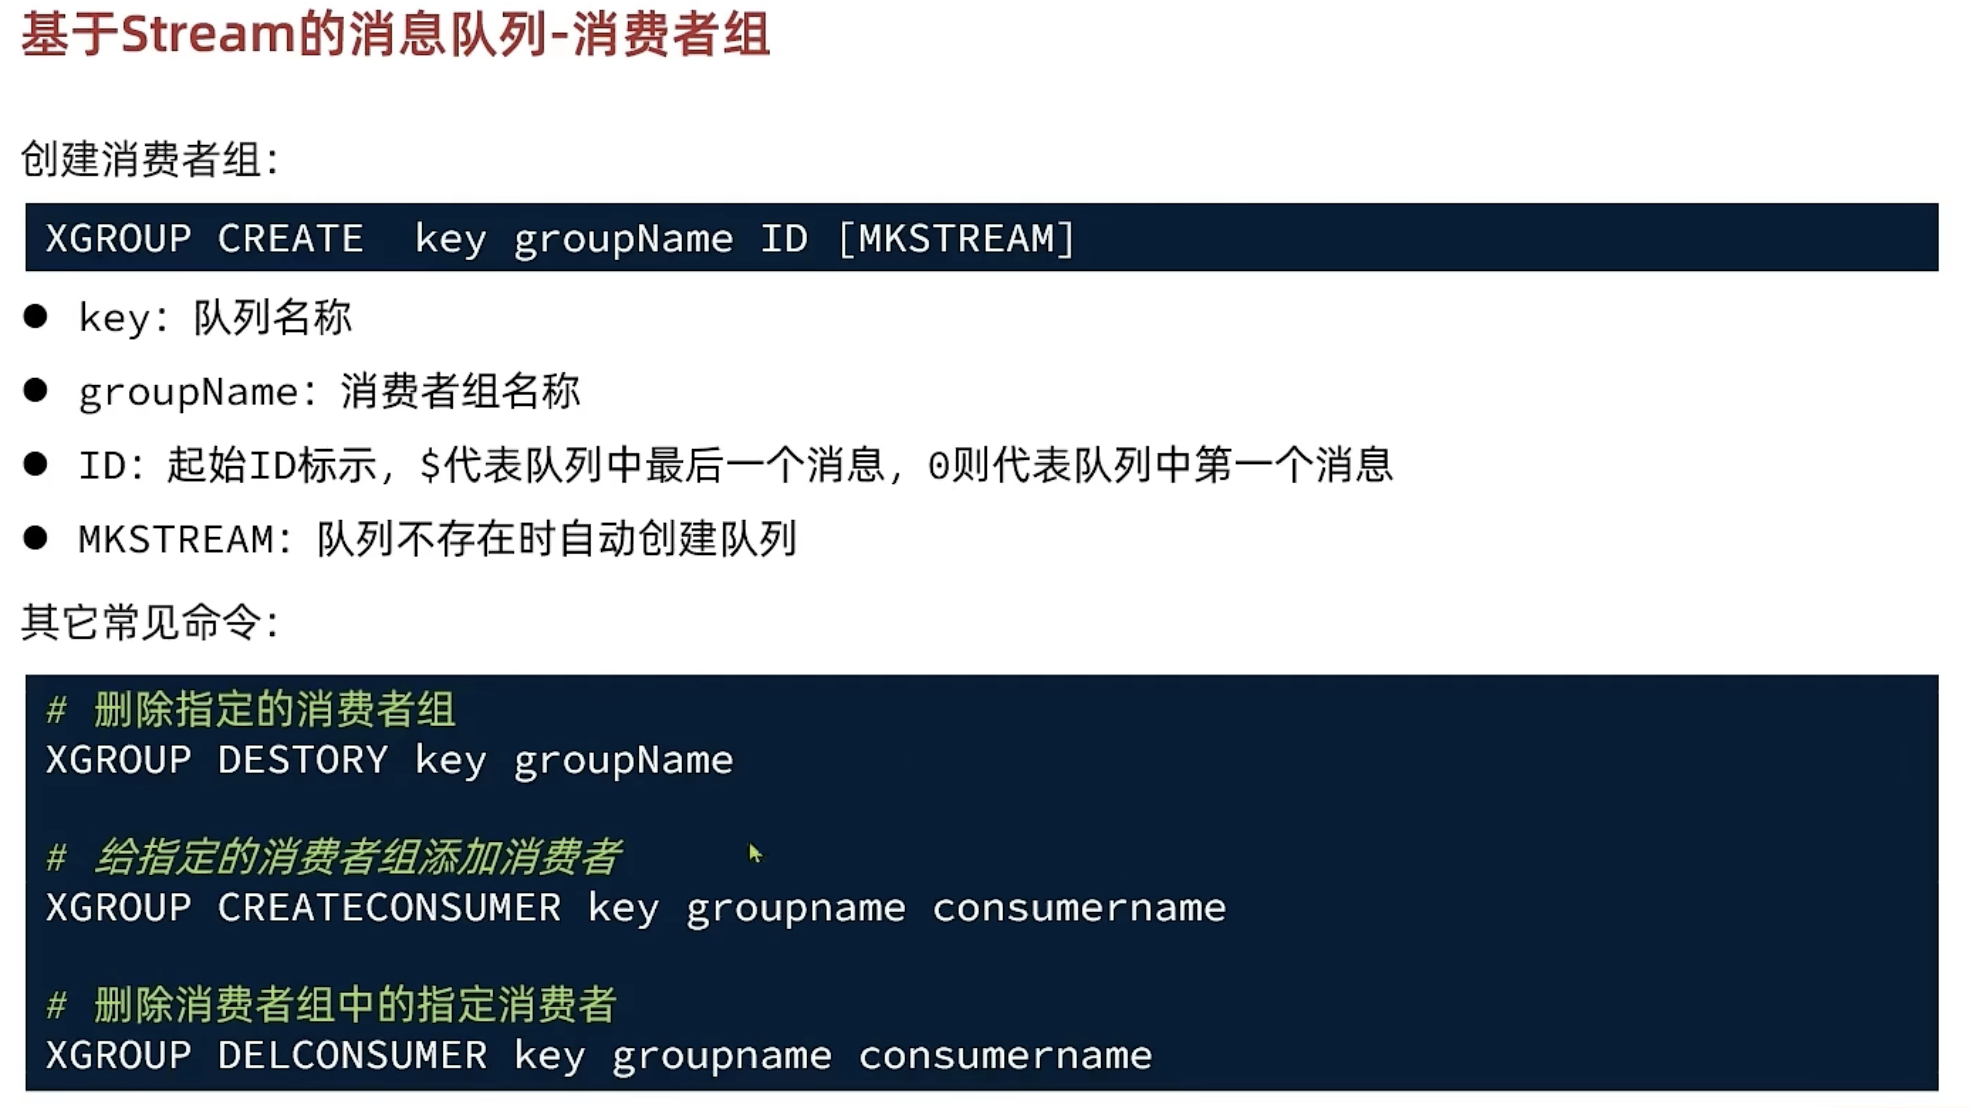 基于Stream的消息队列-消费者组
创建消费者组：
XGROUP CREATE  key groupName ID [MKSTREAM]
● key：队列名称
● groupName：消费者组名称
● ID：起始ID标示，$代表队列中最后一个消息，0则代表队列中第一个消息
● MKSTREAM：队列不存在时自动创建队列
其它常见命令：
# 删除指定的消费者组
XGROUP DESTORY key groupName
# 给指定的消费者组添加消费者
XGROUP CREATECONSUMER key groupname consumername
# 删除消费者组中的指定消费者
XGROUP DELCONSUMER key groupname consumername